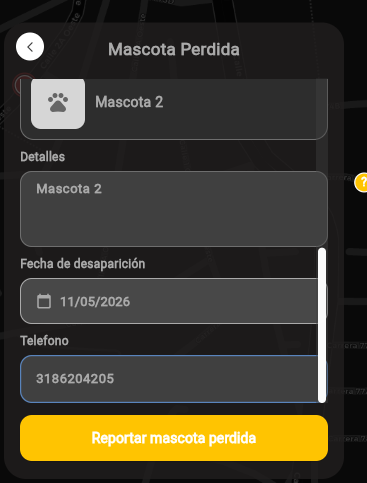 Mascota Perdida
Mascota 2
Detalles
Mascota 2
?
Fecha de desaparición
11/05/2026
Telefono
3186204205
Reportar mascota perdida